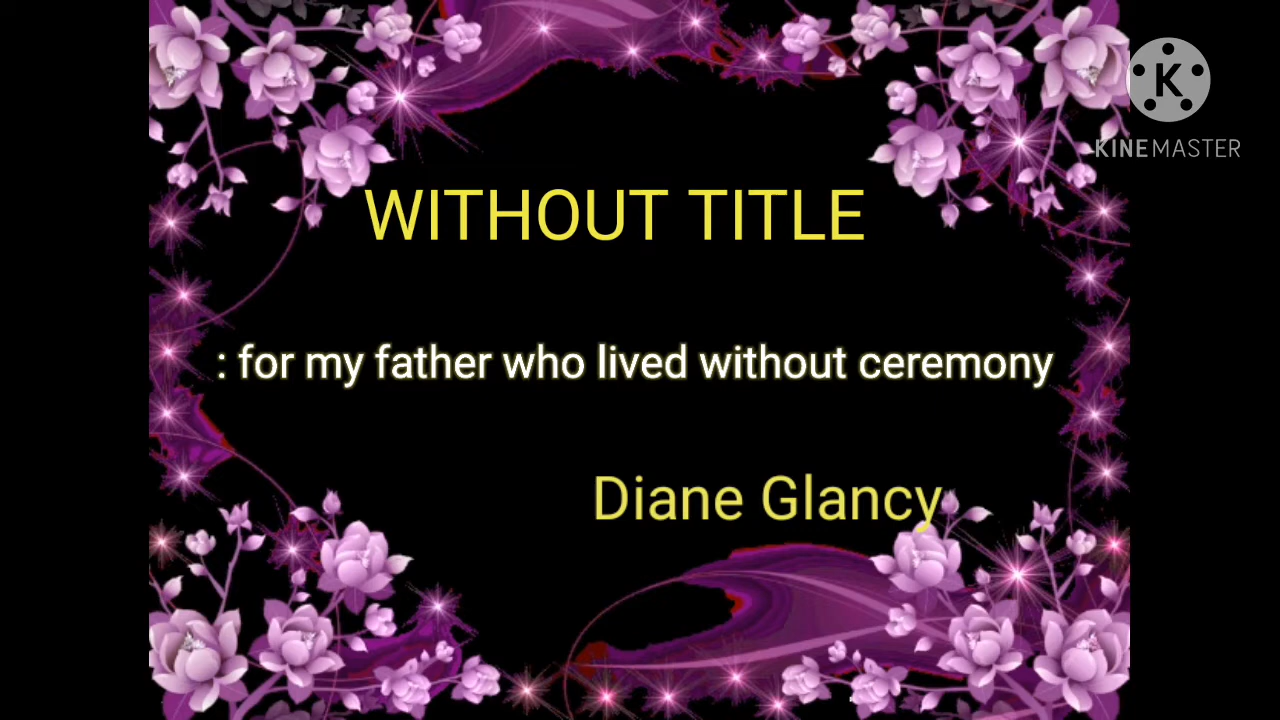 K
KINEMASTER
WITHOUT TITLE
: for my father who lived without ceremony
Diane Glancy